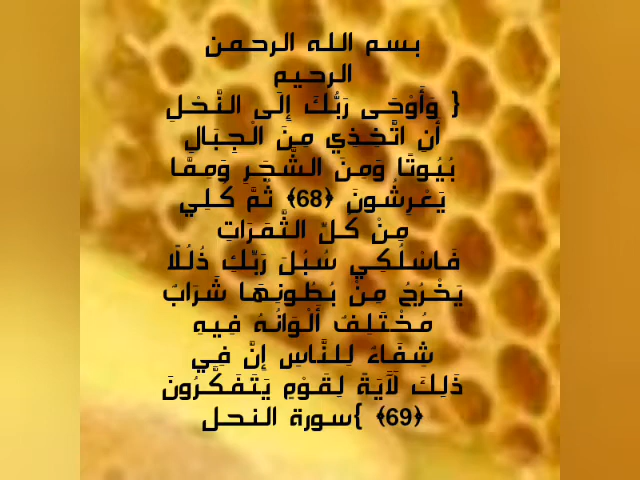 بسم الله الرحمن
الرحيم
{ وَأَوْحَى رَبُّكَ إِلَى النَّحْلِ
أَنِ اتَّخِذِي مِنَ الْجِبَالِ
بُيُوتًا وَمِنَ الشَّجَرِ وَمِمَّا
يَعْرِشُونَ ﴿68﴾ ثُمَّ كُلِي
مِنْ كُلِّ الثَّمَرَاتِ
فَاسْلُكِي سُبُلَ رَبِّكِ ذُلُلًا
يَخْرُجُ مِنْ بُطُونِهَا شَرَابٌ
مُخْتَلِفٌ أَلْوَانُهُ فِيهِ
شِفَاءٌ لِلنَّاسِ إِنَّ فِي
ذَلِكَ لَآَيَةً لِقَوْمٍ يَتَفَكَّرُونَ
﴿69﴾ }سورة النحل